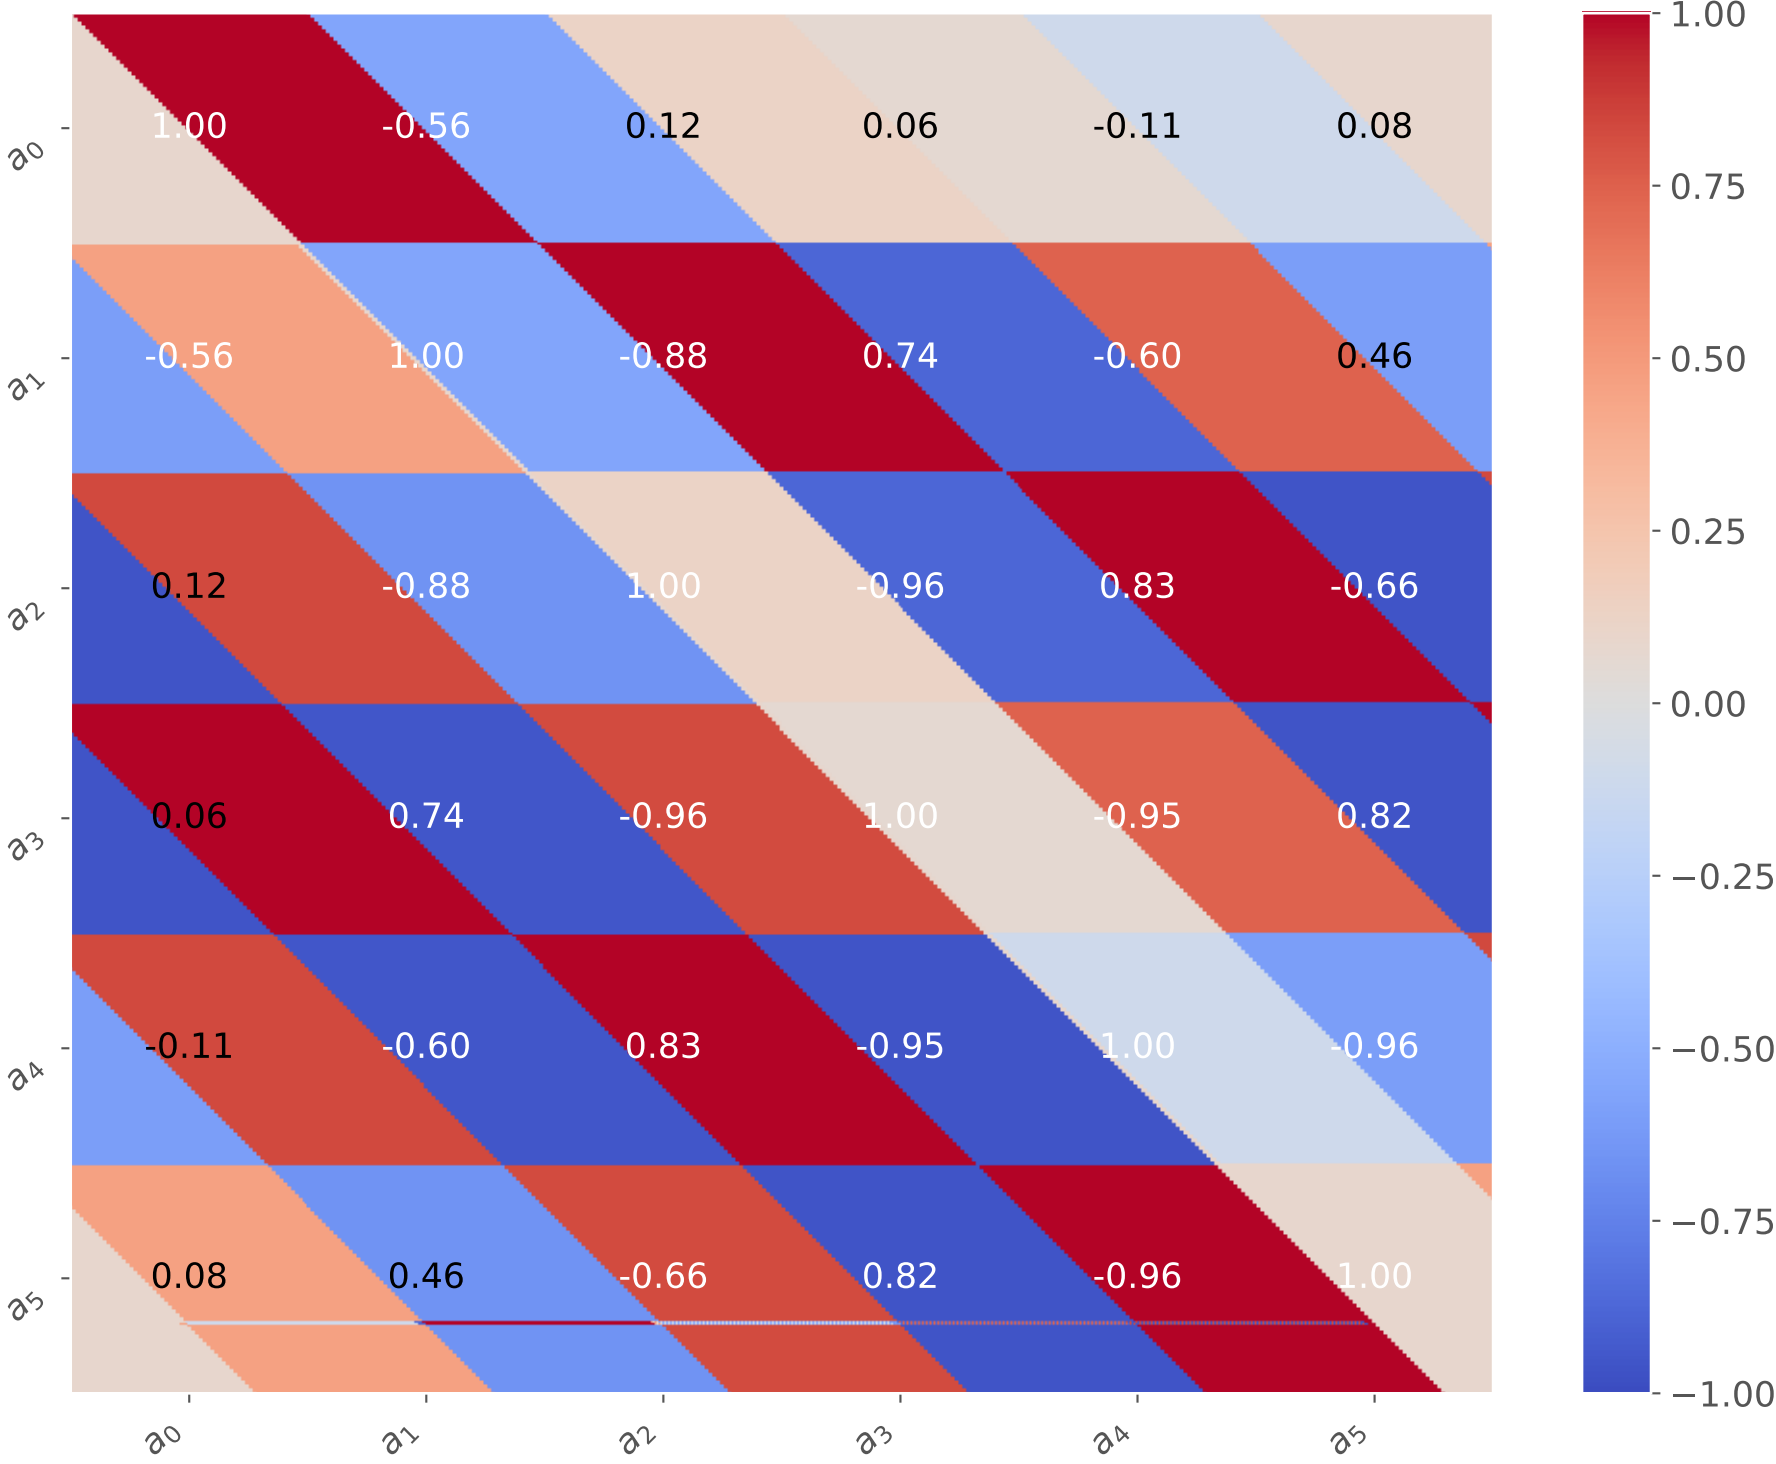 1.00
a₀ 1.00 -0.56 0.12 0.06 -0.11 0.08
0.75
a₁ -0.56 1.00 -0.88 0.74 -0.60 0.46
0.50
0.25
a₂ 0.12 -0.88 1.00 -0.96 0.83 -0.66
0.00
a₃ 0.06 0.74 -0.96 1.00 -0.95 0.82
−0.25
a₄ -0.11 -0.60 0.83 -0.95 1.00 -0.96
−0.50
−0.75
a₅ 0.08 0.46 -0.66 0.82 -0.96 1.00
−1.00
a₀ a₁ a₂ a₃ a₄ a₅